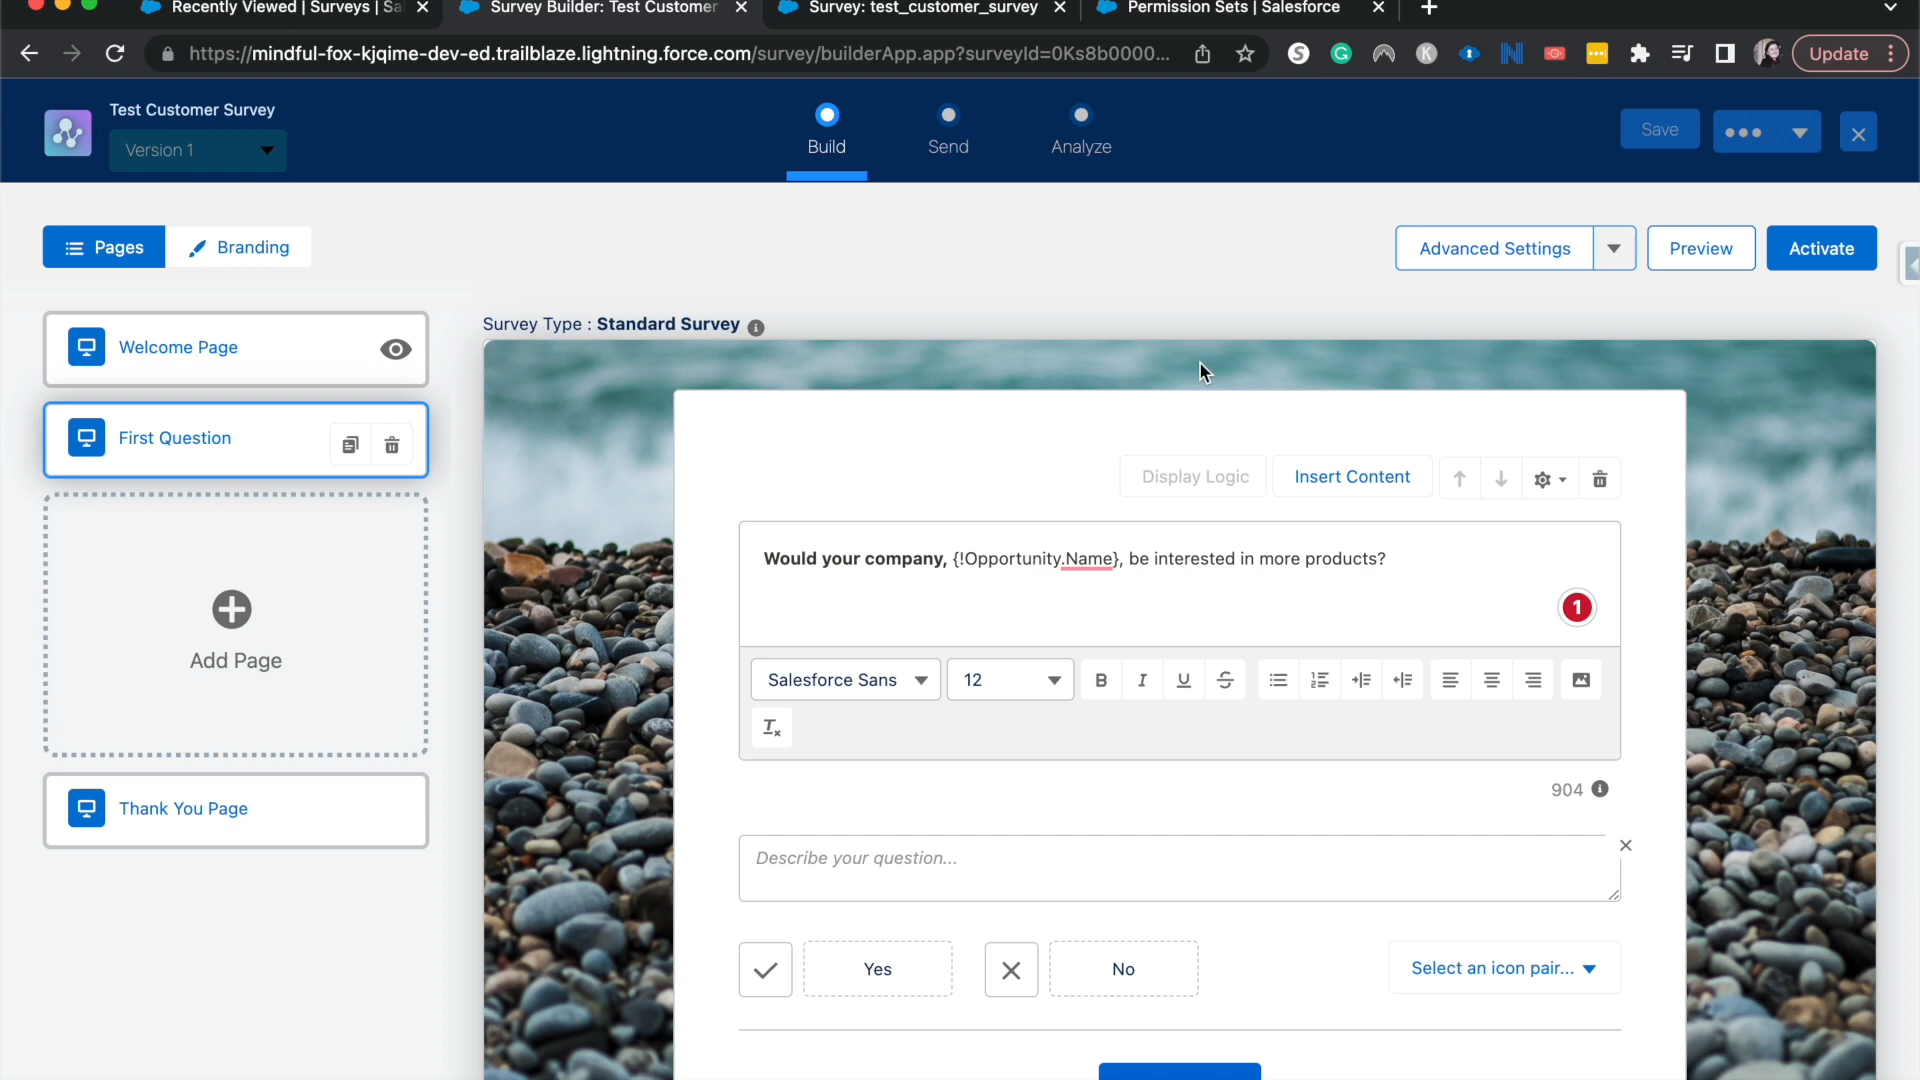 Recently Viewed | Surveys | Sa
Survey Builder: Test Customer
Survey: test_customer_survey
Permission Sets | Salesforce
https://mindful-fox-kjqime-dev-ed.trailblaze.lightning.force.com/survey/builderApp.app?surveyId=0Ks8b0000...
Update
Test Customer Survey
Version 1
Build
Send
Analyze
Save
Pages
Branding
Advanced Settings
Preview
Activate
Survey Type : Standard Survey
Welcome Page
First Question
Add Page
Thank You Page
Display Logic
Insert Content
Would your company, {!Opportunity.Name}, be interested in more products?
1
Salesforce Sans
12
B I U S
904
Describe your question...
Yes
No
Select an icon pair...